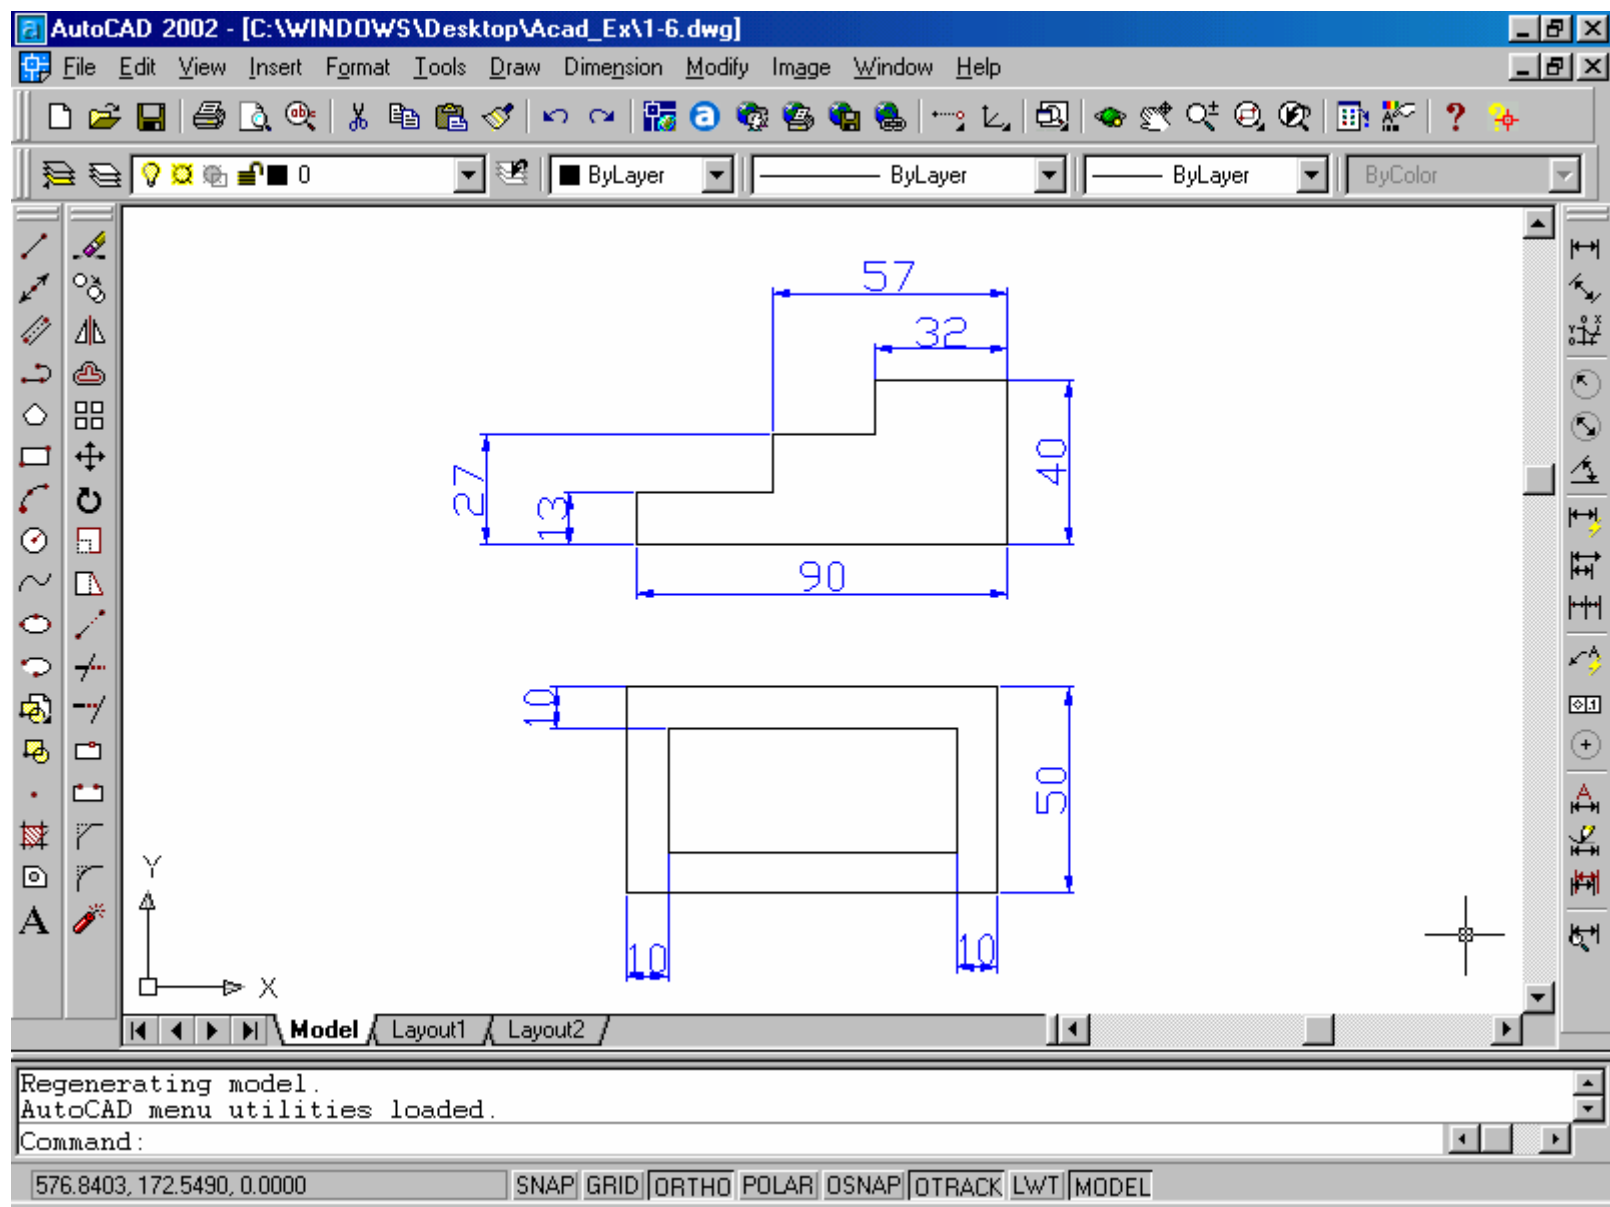 AutoCAD 2002 - [C:\WINDOWS\Desktop\Acad_Ex\1-6.dwg]
File Edit View Insert Format Tools Draw Dimension Modify Image Window Help
0 ByLayer ByLayer ByLayer ByColor
57
32
27
13
40
90
10
50
10
10
Y
X
A
Model Layout1 Layout2
Regenerating model.
AutoCAD menu utilities loaded.
Command:
576.8403, 172.5490, 0.0000 SNAP GRID ORTHO POLAR OSNAP OTRACK LWT MODEL